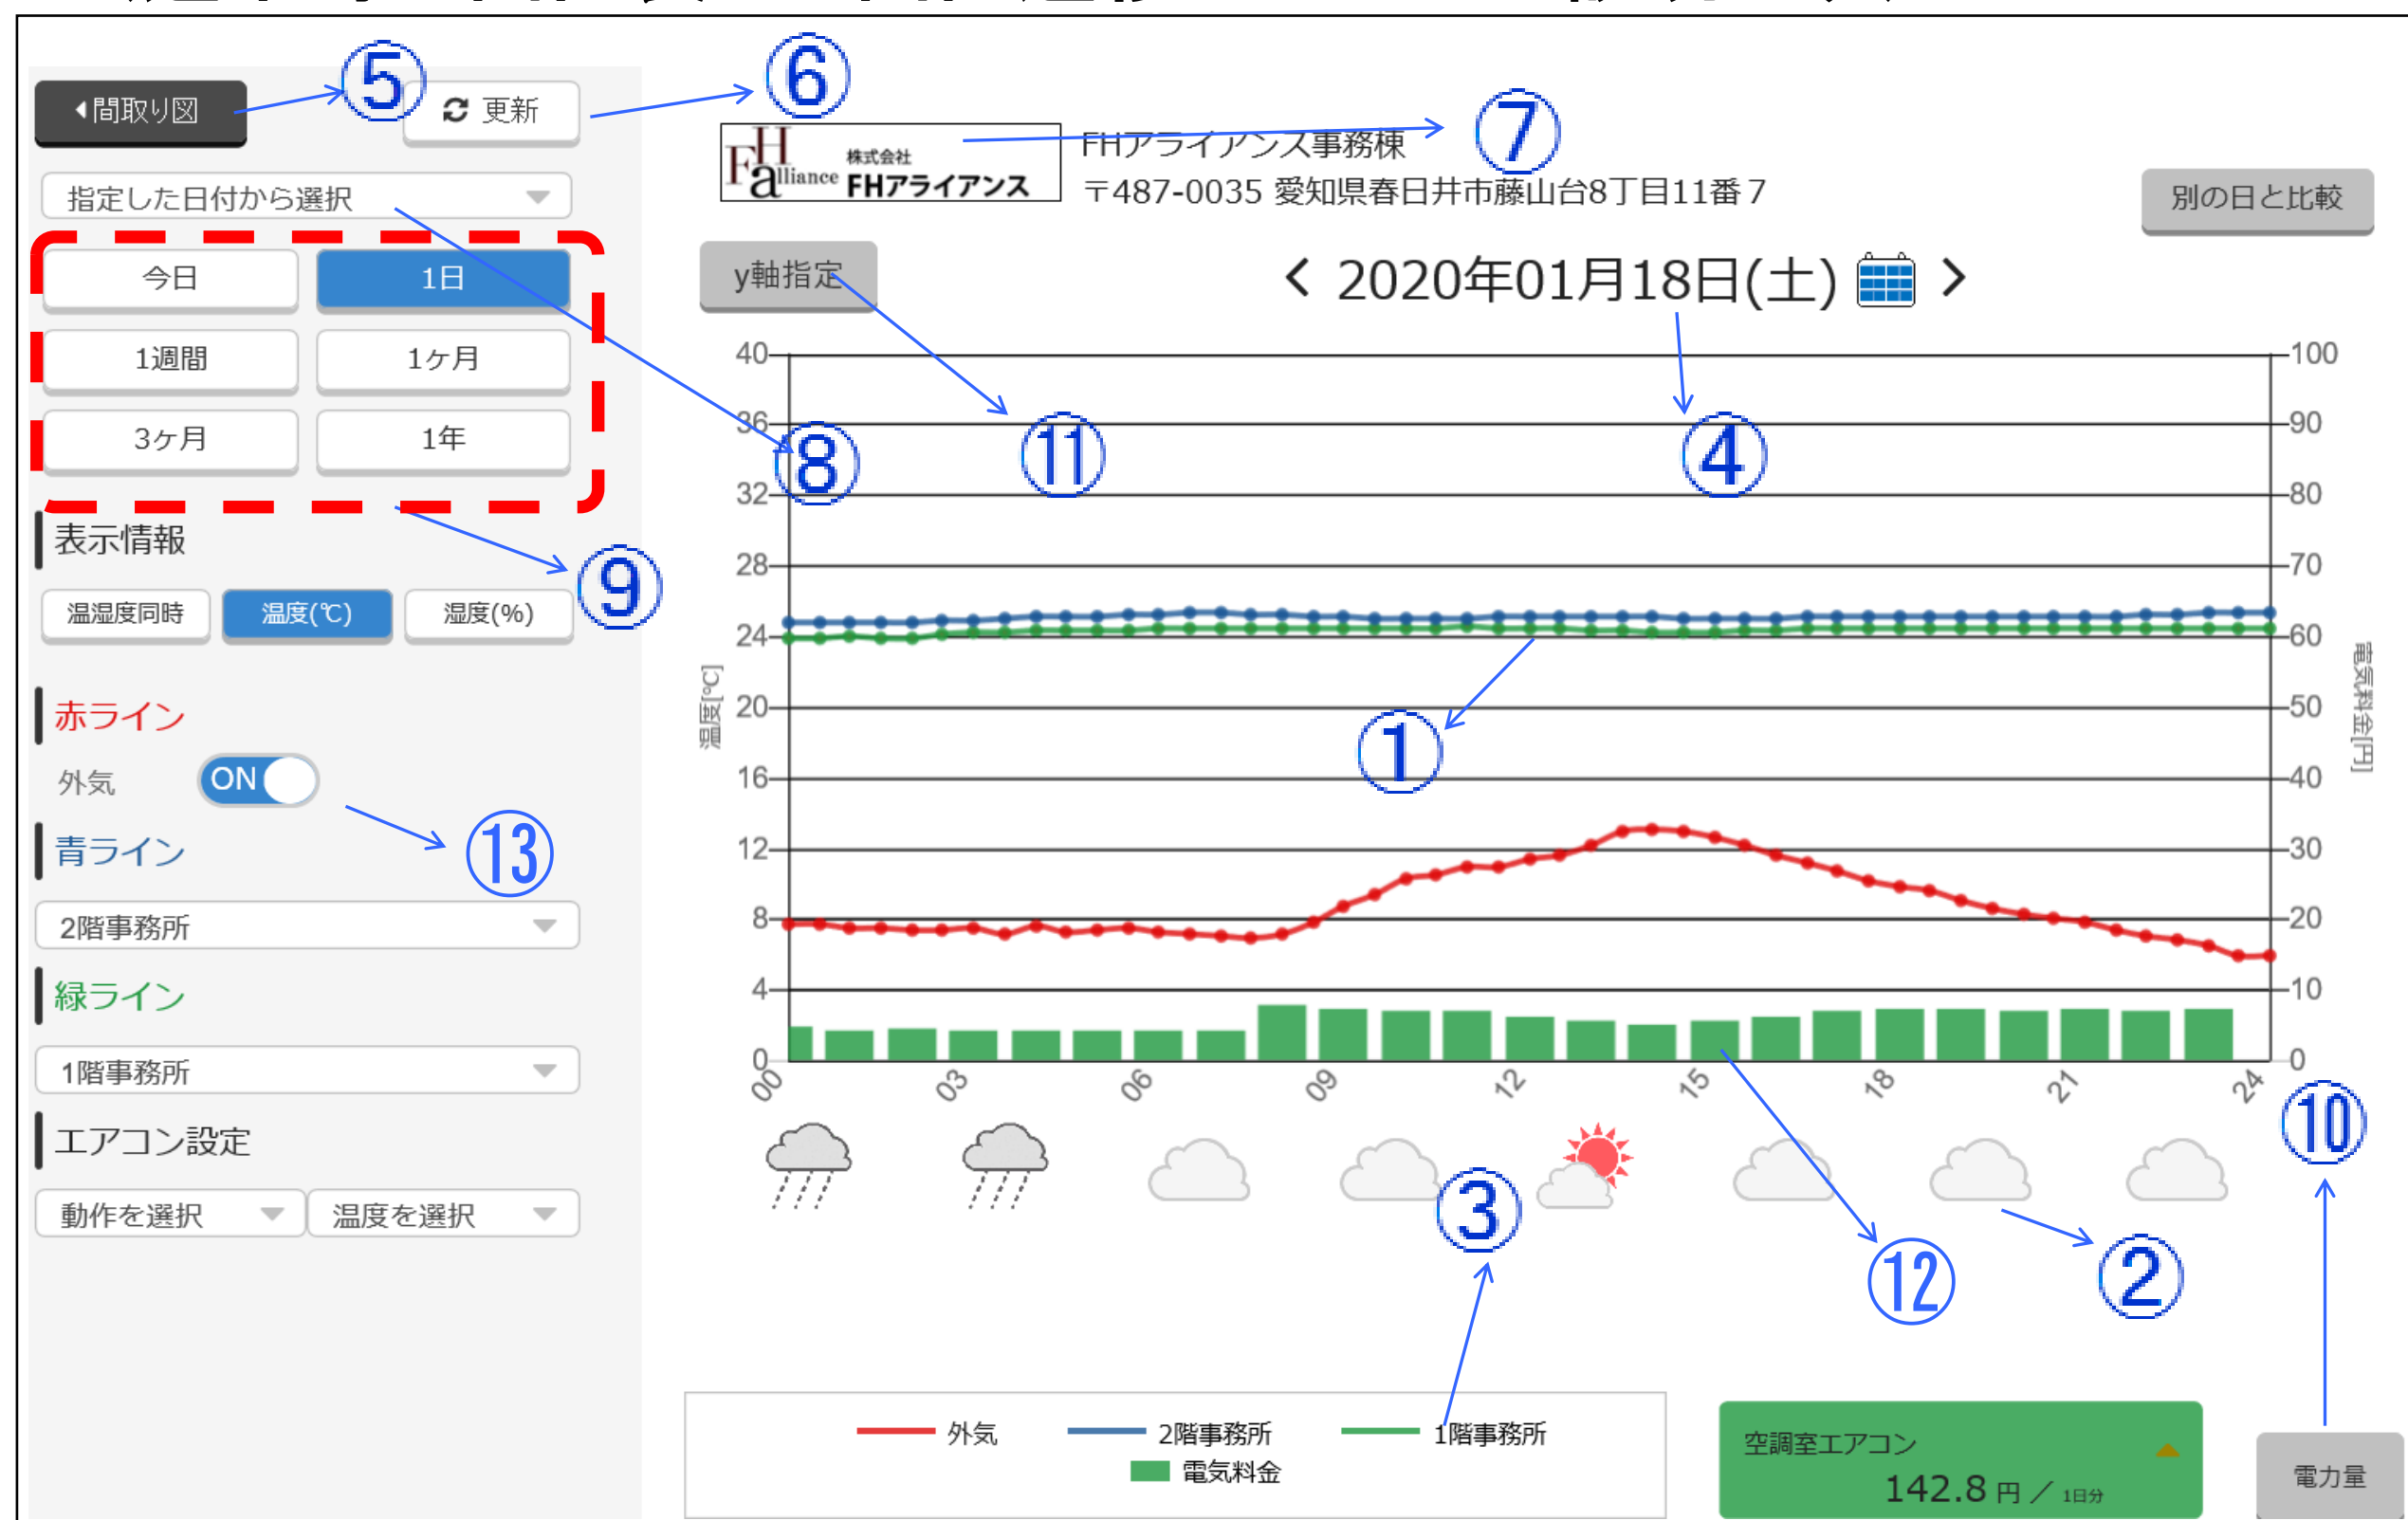 間取り図
⑤
更新
⑥
FH alliance 株式会社 FHアライアンス
⑦
FHアライアンス事務棟
〒487-0035 愛知県春日井市藤山台8丁目11番7
指定した日付から選択
別の日と比較
今日
1日
1週間
1ヶ月
3ヶ月
1年
⑨
表示情報
温湿度同時
温度(℃)
湿度(%)
赤ライン
外気
ON
⑬
青ライン
2階事務所
緑ライン
1階事務所
エアコン設定
動作を選択
温度を選択
y軸指定
2020年01月18日(土)
⑧
⑪
④
40
36
32
28
24
20
16
12
8
4
0
温度[℃]
①
100
90
80
70
60
50
40
30
20
10
0
電気料金[円]
00
03
06
09
12
15
18
21
24
⑩
③
⑫
②
外気
2階事務所
1階事務所
電気料金
空調室エアコン
142.8 円 ／ 1日分
電力量